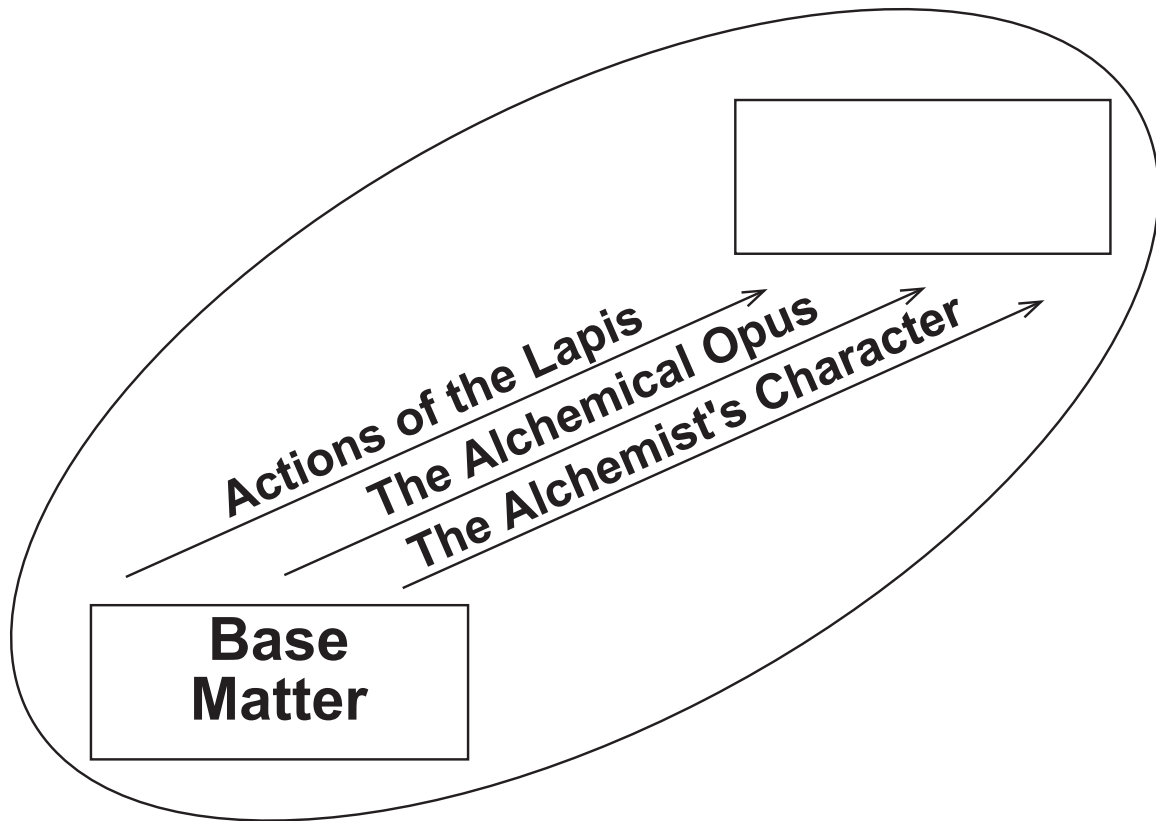 Actions of the Lapis
The Alchemical Opus
The Alchemist's Character
Base
Matter